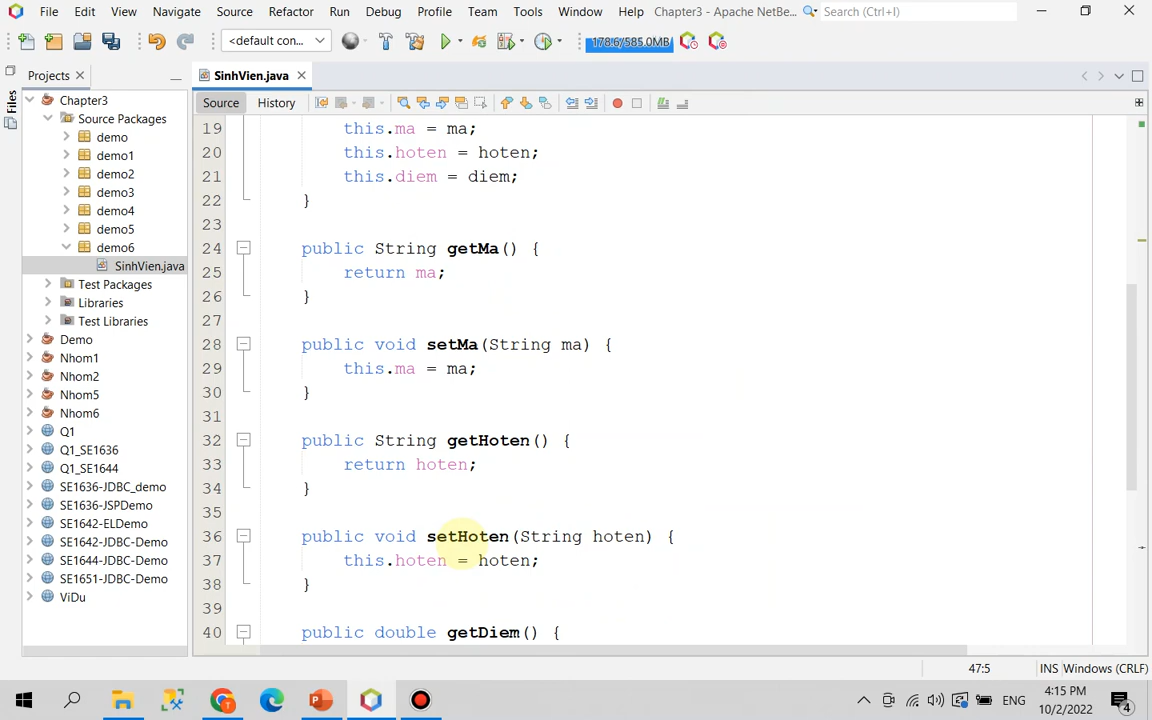 File Edit View Navigate Source Refactor Run Debug Profile Team Tools Window Help Chapter3 - Apache NetBe... Search (Ctrl+I)
<default con... 178.6/585.0MB
Files
Projects
SinhVien.java
Source History
Chapter3
Source Packages
demo
demo1
demo2
demo3
demo4
demo5
demo6
SinhVien.java
Test Packages
Libraries
Test Libraries
Demo
Nhom1
Nhom2
Nhom5
Nhom6
Q1
Q1_SE1636
Q1_SE1644
SE1636-JDBC_demo
SE1636-JSPDemo
SE1642-ELDemo
SE1642-JDBC-Demo
SE1644-JDBC-Demo
SE1651-JDBC-Demo
ViDu
19 this.ma = ma;
20 this.hoten = hoten;
21 this.diem = diem;
22 }
23
24 public String getMa() {
25 return ma;
26 }
27
28 public void setMa(String ma) {
29 this.ma = ma;
30 }
31
32 public String getHoten() {
33 return hoten;
34 }
35
36 public void setHoten(String hoten) {
37 this.hoten = hoten;
38 }
39
40 public double getDiem() {
47:5 INS Windows (CRLF)
ENG
4:15 PM
10/2/2022
4